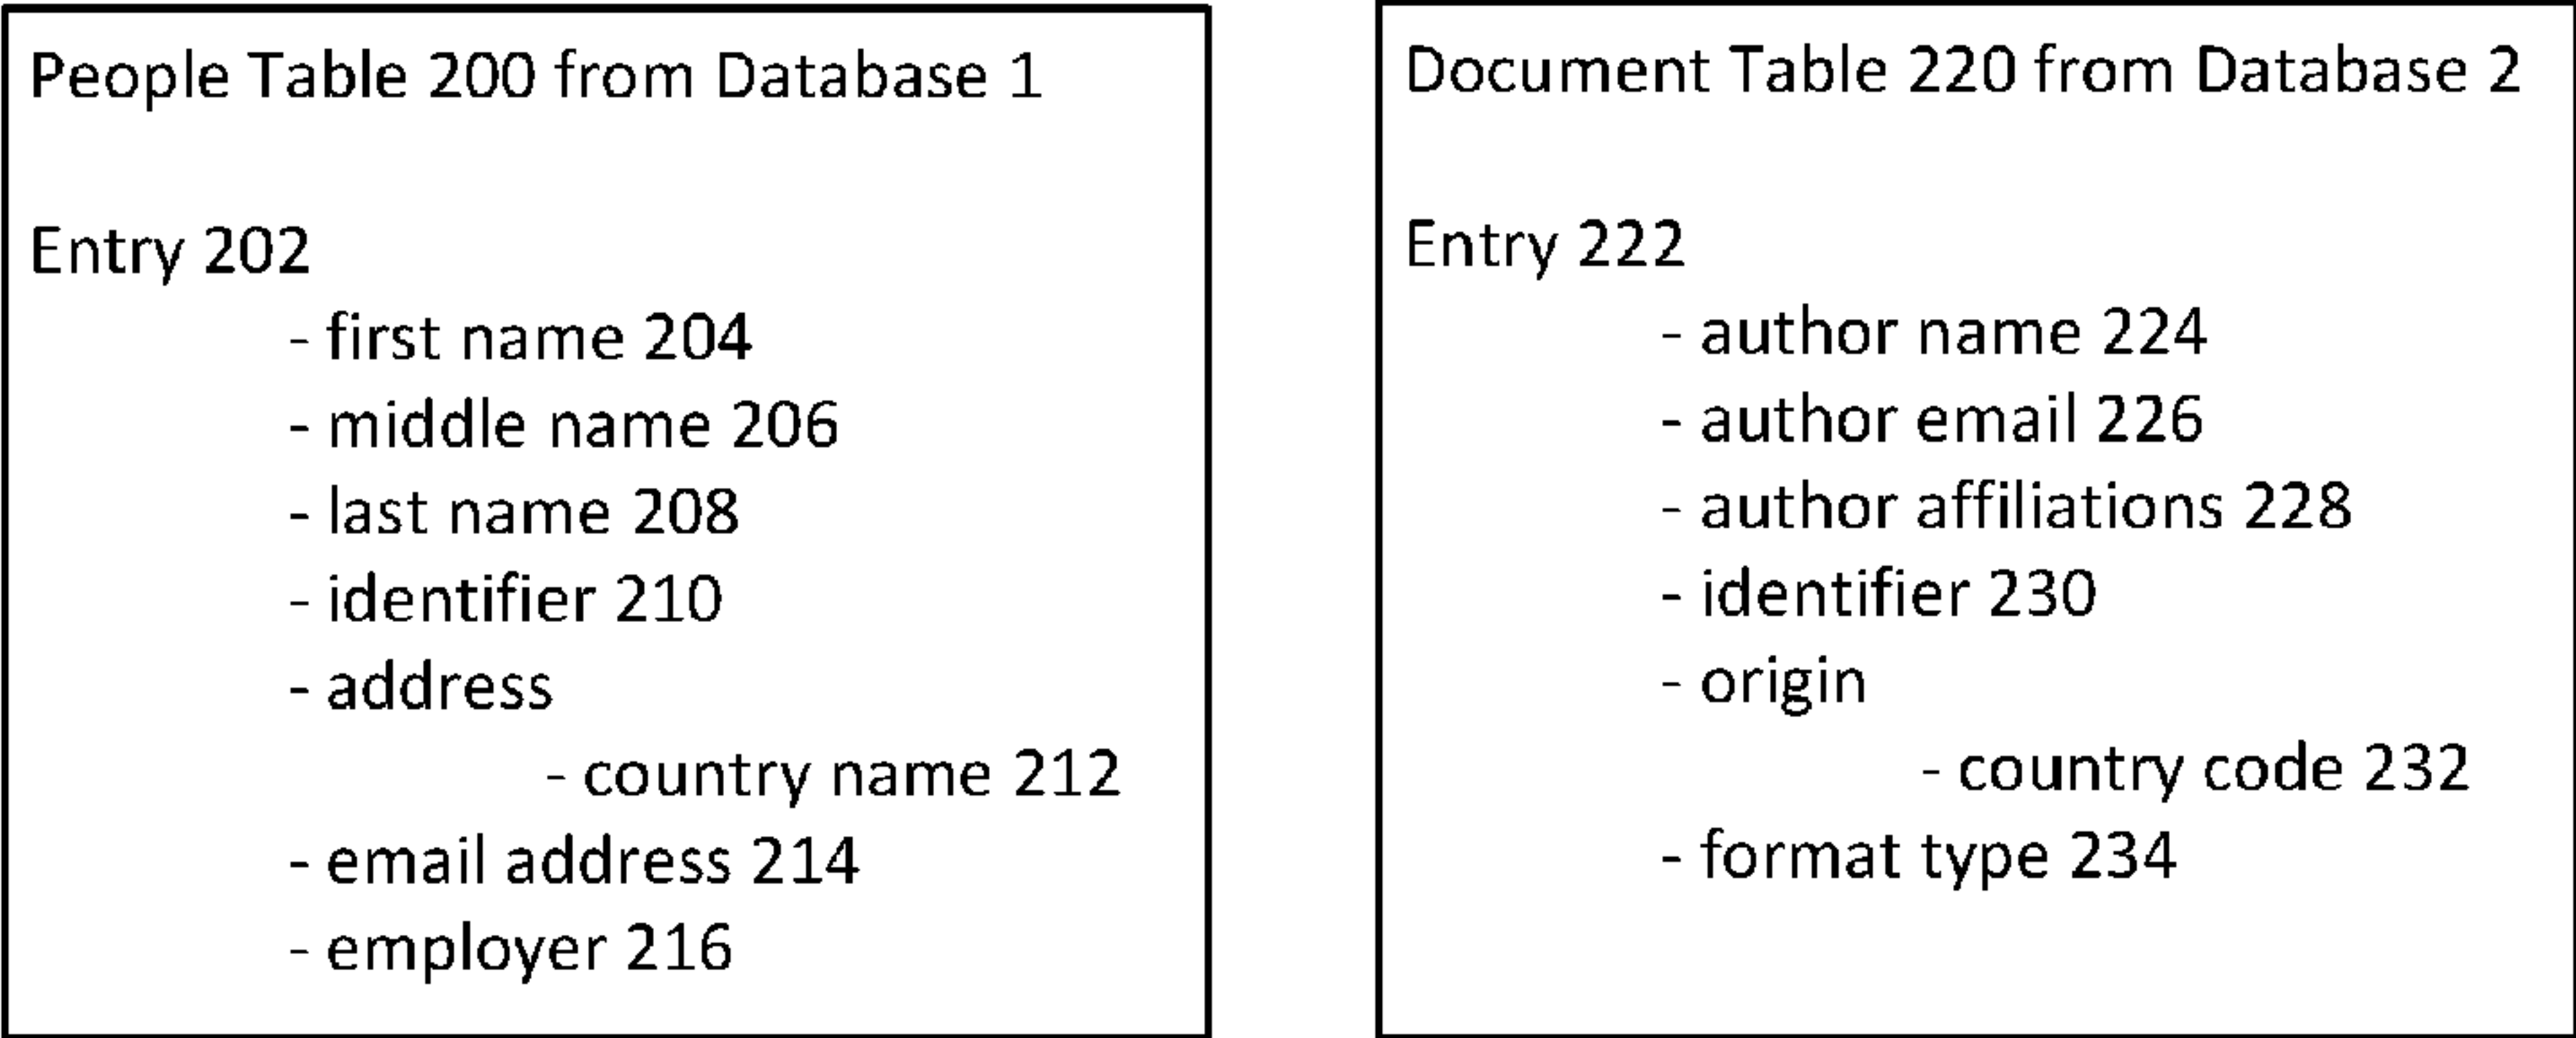 People Table 200 from Database 1
Entry 202
- first name 204
- middle name 206
- last name 208
- identifier 210
- address
- country name 212
- email address 214
- employer 216
Document Table 220 from Database 2
Entry 222
- author name 224
- author email 226
- author affiliations 228
- identifier 230
- origin
- country code 232
- format type 234